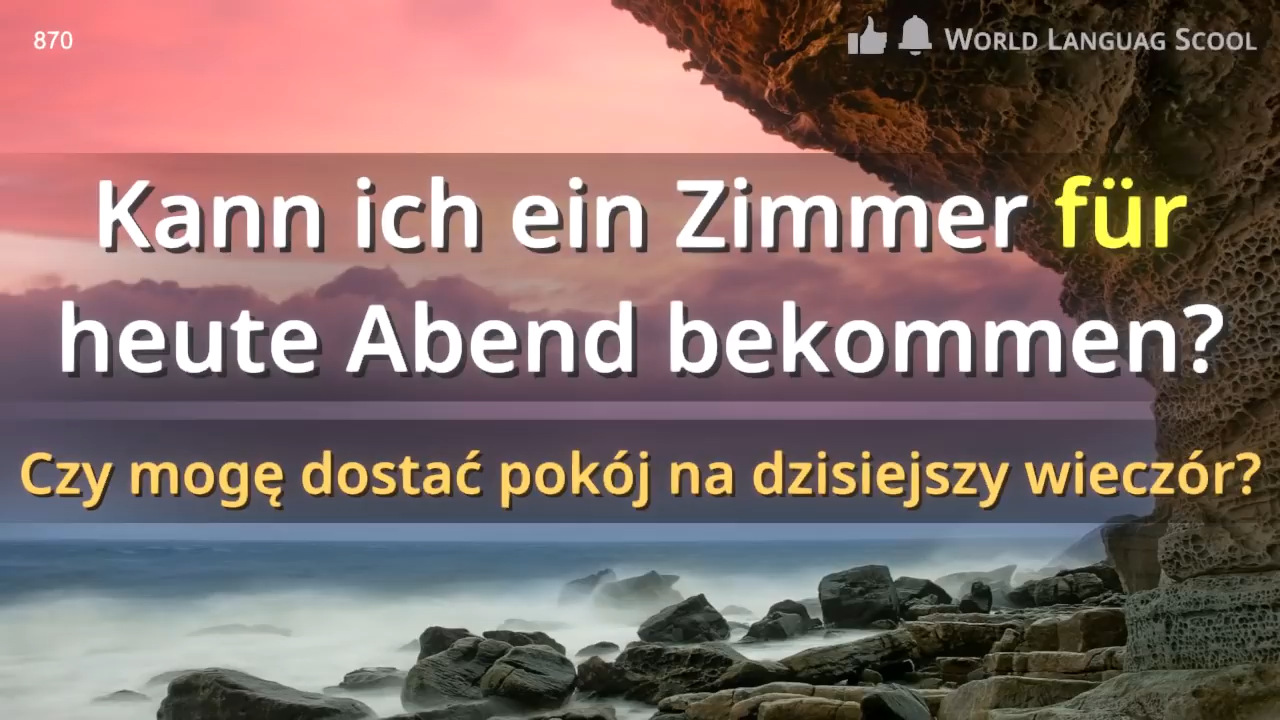 870
World Languag Scool
Kann ich ein Zimmer für
heute Abend bekommen?
Czy mogę dostać pokój na dzisiejszy wieczór?